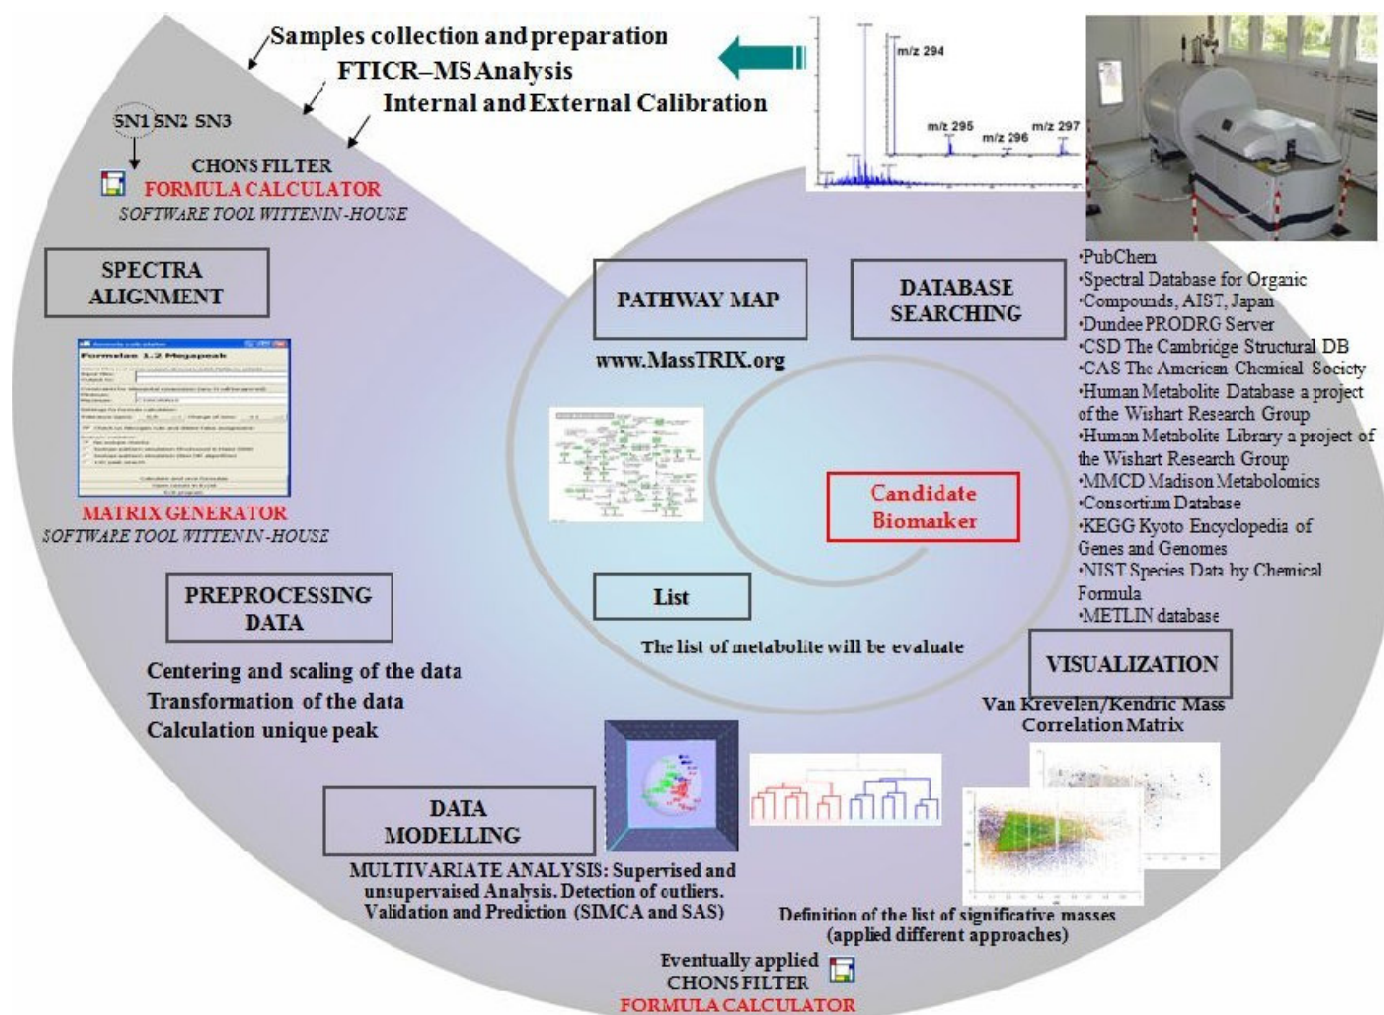 Samples collection and preparation
FTICR–MS Analysis
Internal and External Calibration
m/z 294
m/z 295
m/z 296
m/z 297
SN1 SN2 SN3
CHONS FILTER
FORMULA CALCULATOR
SOFTWARE TOOL WITTEN IN -HOUSE
SPECTRA
ALIGNMENT
Formulae 1.2 Megapeak
MATRIX GENERATOR
SOFTWARE TOOL WITTEN IN -HOUSE
PREPROCESSING
DATA
Centering and scaling of the data
Transformation of the data
Calculation unique peak
DATA
MODELLING
MULTIVARIATE ANALYSIS: Supervised and
unsupervaised Analysis. Detection of outliers.
Validation and Prediction (SIMCA and SAS)
Eventually applied
CHONS FILTER
FORMULA CALCULATOR
Definition of the list of significative masses
(applied different approaches)
VISUALIZATION
Van Krevelen/Kendric Mass
Correlation Matrix
DATABASE
SEARCHING
•PubChem
•Spectral Database for Organic
•Compounds, AIST, Japan
•Dundee PRODRG Server
•CSD The Cambridge Structural DB
•CAS The American Chemical Society
•Human Metabolite Database a project
of the Wishart Research Group
•Human Metabolite Library a project of
the Wishart Research Group
•MMCD Madison Metabolomics
•Consortium Database
•KEGG Kyoto Encyclopedia of
Genes and Genomes
•NIST Species Data by Chemical
Formula
•METLIN database
PATHWAY MAP
www.MassTRIX.org
List
The list of metabolite will be evaluate
Candidate
Biomarker